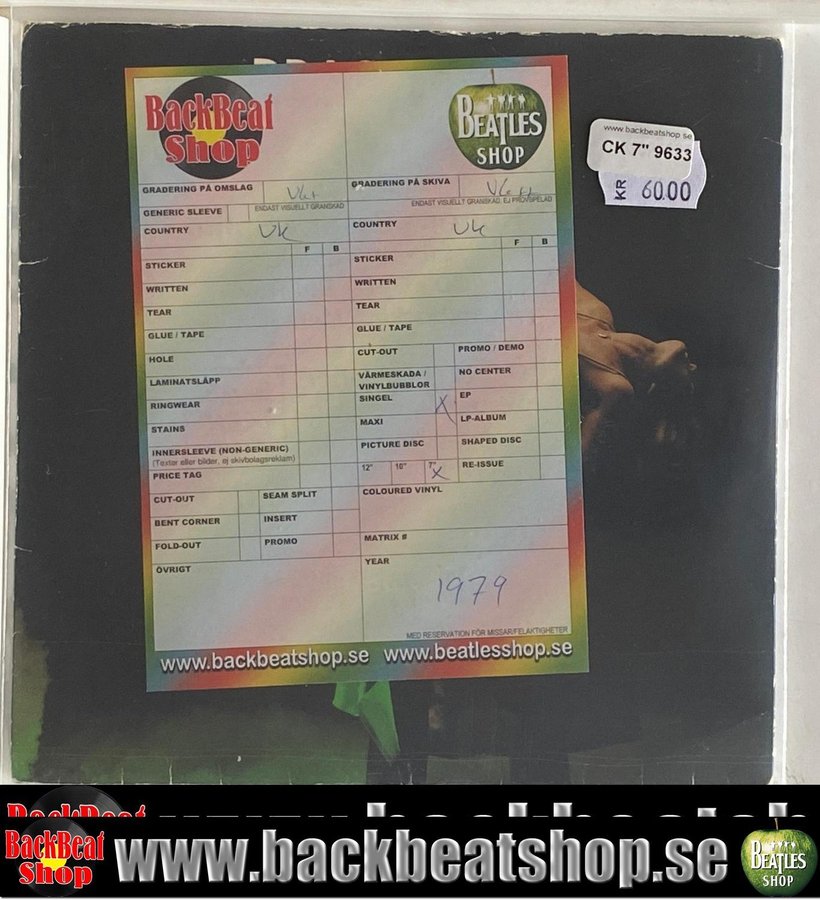 BackBeat
Shop
BEATLES
SHOP
www.backbeatshop.se
CK 7" 9633
KR 60.00
GRADERING PÅ OMSLAG
VG+
GRADERING PÅ SKIVA
GENERIC SLEEVE
ENDAST VISUELLT GRANSKAD
ENDAST VISUELLT GRANSKAD, EJ PROVSPELAD
COUNTRY
UK
COUNTRY
UK
F B
F B
STICKER
STICKER
WRITTEN
WRITTEN
TEAR
TEAR
GLUE / TAPE
GLUE / TAPE
HOLE
CUT-OUT
PROMO / DEMO
LAMINATSLÄPP
VÄRMESKADA /
VINYLBUBBLOR
NO CENTER
RINGWEAR
SINGEL
X
EP
STAINS
MAXI
LP-ALBUM
INNERSLEEVE (NON-GENERIC)
(Texter eller bilder, ej skivbolagsreklam)
PICTURE DISC
SHAPED DISC
PRICE TAG
12" 10" 7" X
RE-ISSUE
CUT-OUT
SEAM SPLIT
COLOURED VINYL
BENT CORNER
INSERT
FOLD-OUT
PROMO
MATRIX #
ÖVRIGT
YEAR
1979
MED RESERVATION FÖR MISSAR/FELAKTIGHETER
www.backbeatshop.se www.beatlesshop.se
BackBeat
BackBeat
Shop
www.backbeatshop.se
BEATLES
SHOP